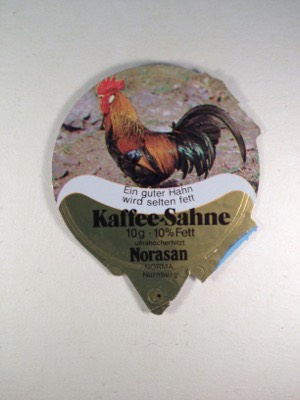 Ein guter Hahn
wird selten fett
Kaffee-Sahne
10g · 10% Fett
ultrahocherhitzt
Norasan
NORMA
Nürnberg